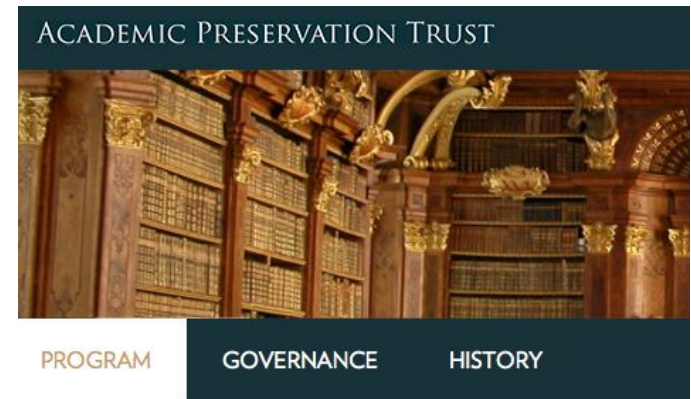 ACADEMIC PRESERVATION TRUST
PROGRAM GOVERNANCE HISTORY